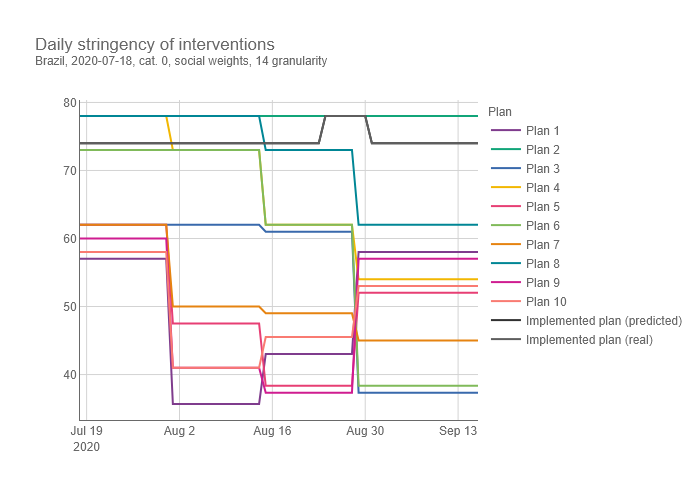 Daily stringency of interventions
Brazil, 2020-07-18, cat. 0, social weights, 14 granularity
80
70
60
50
40
Jul 19
2020
Aug 2
Aug 16
Aug 30
Sep 13
Plan
Plan 1
Plan 2
Plan 3
Plan 4
Plan 5
Plan 6
Plan 7
Plan 8
Plan 9
Plan 10
Implemented plan (predicted)
Implemented plan (real)